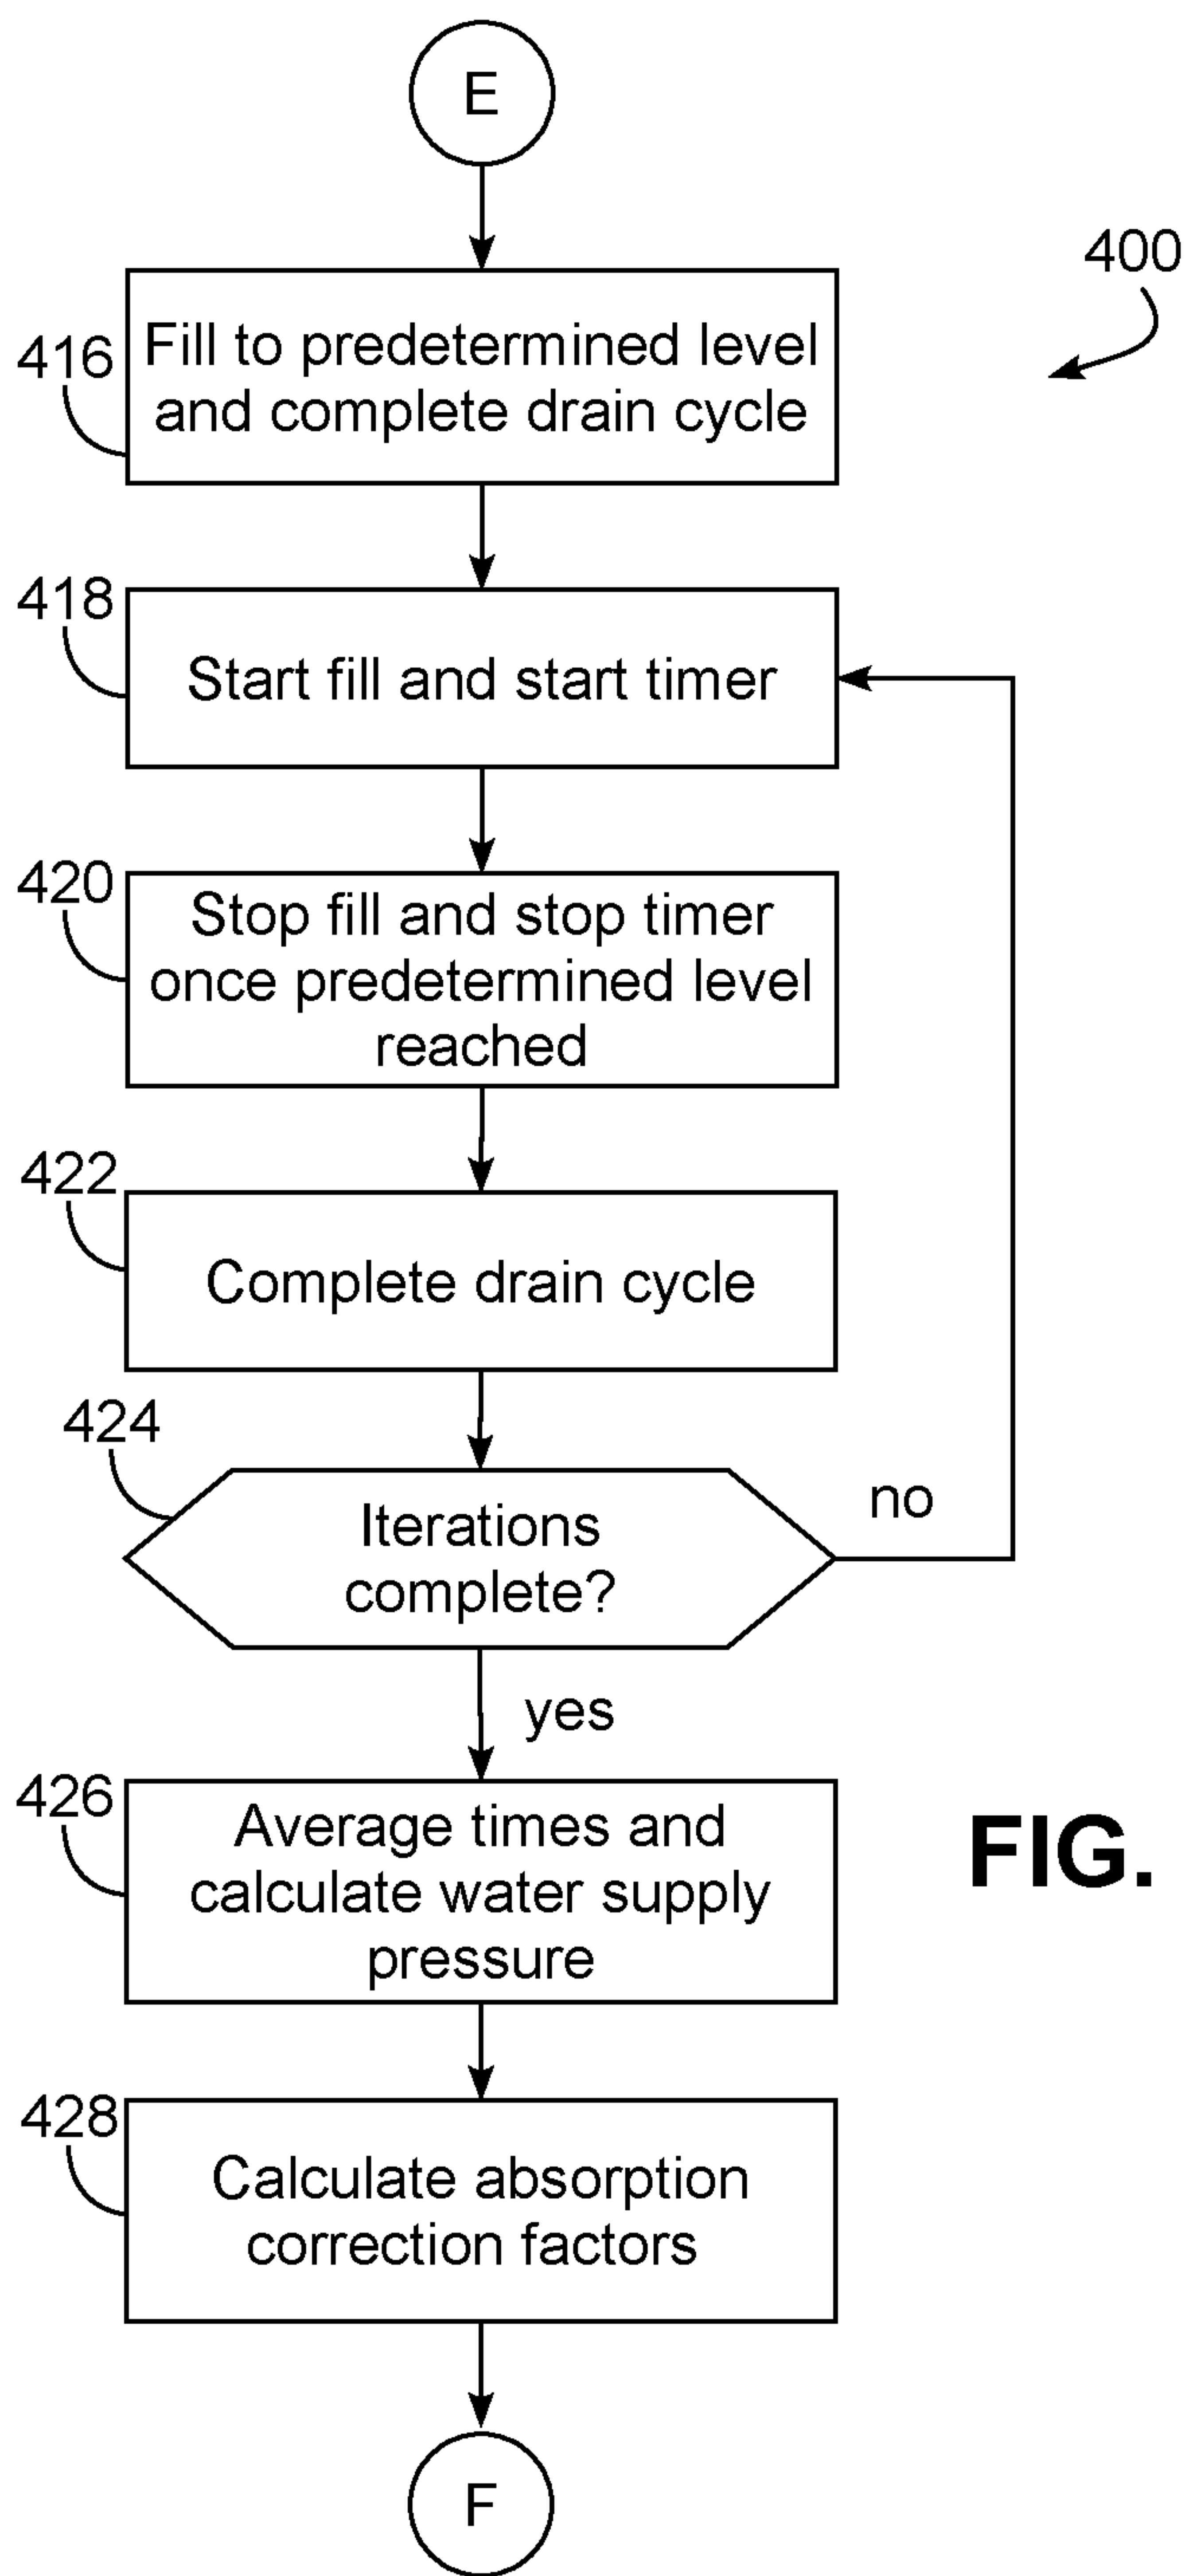 E
400
416
Fill to predetermined level
and complete drain cycle
418
Start fill and start timer
420
Stop fill and stop timer
once predetermined level
reached
422
Complete drain cycle
424
Iterations
complete?
no
yes
426
Average times and
calculate water supply
pressure
FIG.
428
Calculate absorption
correction factors
F